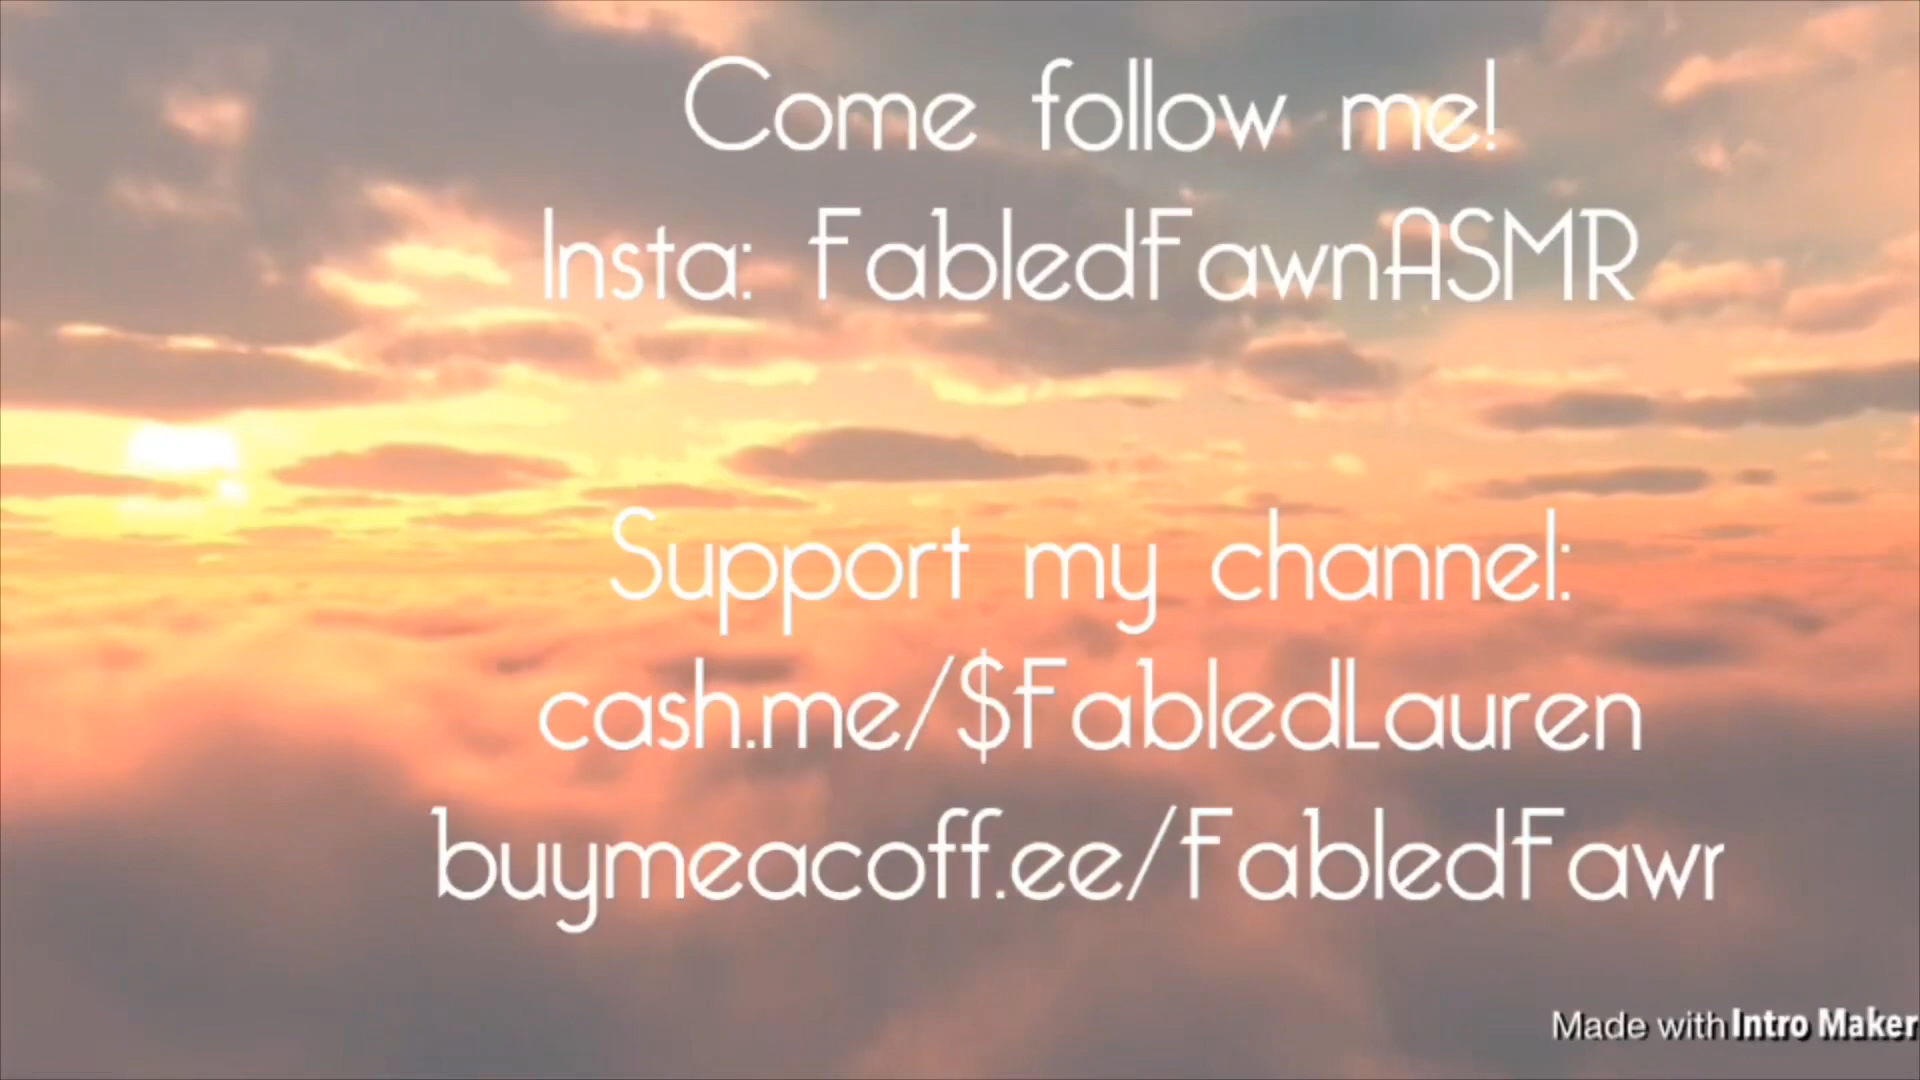 Come follow me!
Insta: FabledFawnASMR
Support my channel:
cash.me/$FabledLauren
buymeacoff.ee/FabledFawr
Made with Intro Maker